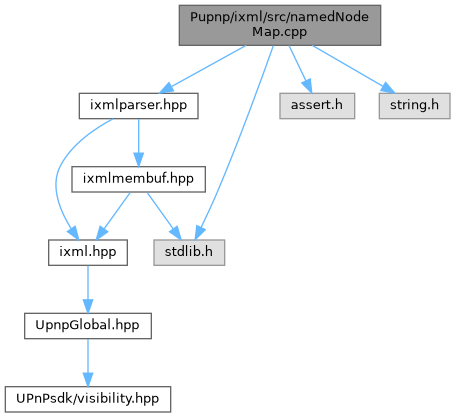 Pupnp/ixml/src/namedNode
Map.cpp
ixmlparser.hpp
assert.h
string.h
ixmlmembuf.hpp
ixml.hpp
stdlib.h
UpnpGlobal.hpp
UPnPsdk/visibility.hpp